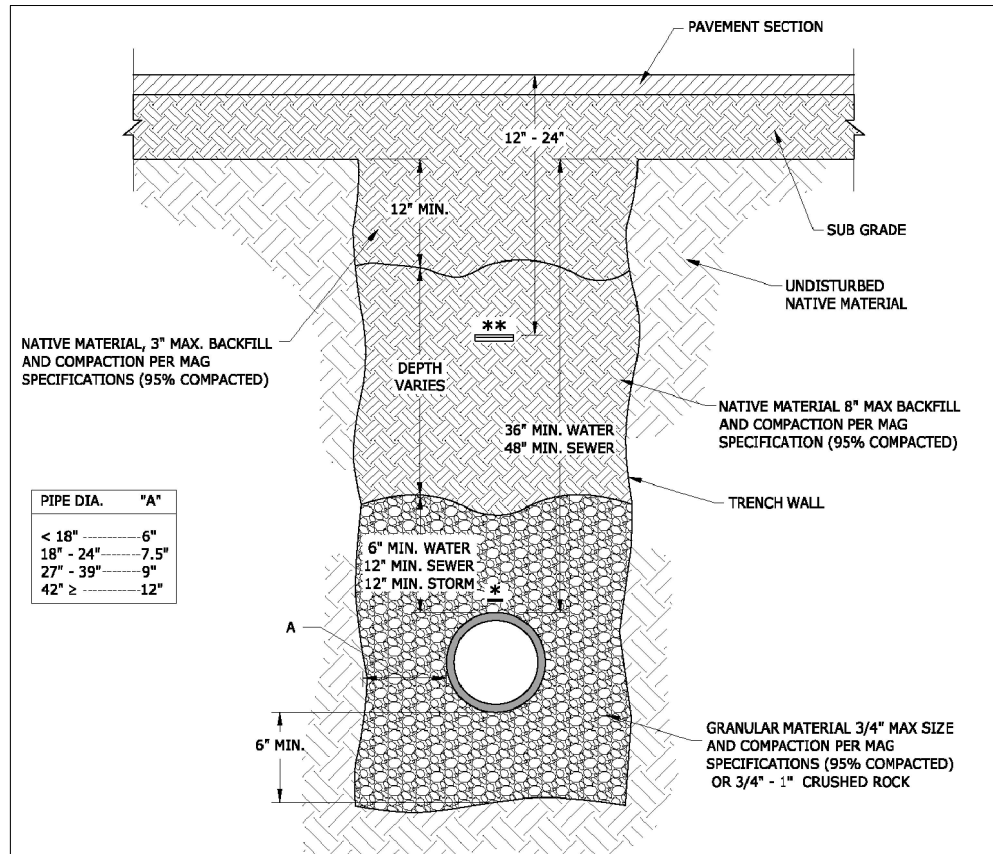 PAVEMENT SECTION
12" - 24"
12" MIN.
SUB GRADE
UNDISTURBED
NATIVE MATERIAL
**
NATIVE MATERIAL, 3" MAX. BACKFILL
AND COMPACTION PER MAG
SPECIFICATIONS (95% COMPACTED)
DEPTH
VARIES
NATIVE MATERIAL 8" MAX BACKFILL
AND COMPACTION PER MAG
SPECIFICATION (95% COMPACTED)
36" MIN. WATER
48" MIN. SEWER
TRENCH WALL
PIPE DIA. "A"
< 18" ----------- 6"
18" - 24" ------- 7.5"
27" - 39" ------- 9"
42" ≥ ----------- 12"
6" MIN. WATER
12" MIN. SEWER
12" MIN. STORM
*
A
6" MIN.
GRANULAR MATERIAL 3/4" MAX SIZE
AND COMPACTION PER MAG
SPECIFICATIONS (95% COMPACTED)
OR 3/4" - 1" CRUSHED ROCK